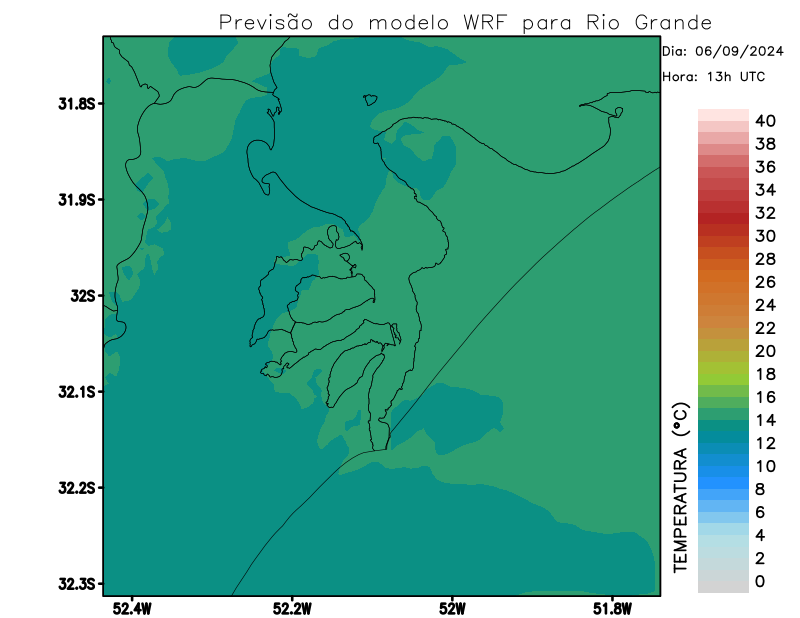 Previsão do modelo WRF para Rio Grande
Dia: 06/09/2024
Hora: 13h UTC
31.8S
31.9S
32S
32.1S
32.2S
32.3S
52.4W
52.2W
52W
51.8W
TEMPERATURA (°C)
40
38
36
34
32
30
28
26
24
22
20
18
16
14
12
10
8
6
4
2
0